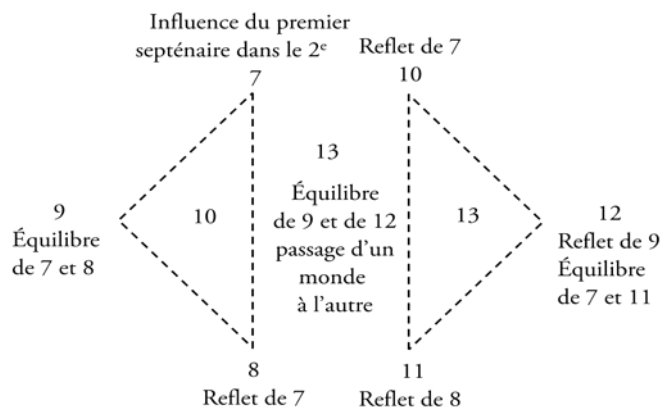 Influence du premier
septénaire dans le 2e
7
Reflet de 7
10
13
Équilibre
de 9 et de 12
passage d'un
monde
à l'autre
9
Équilibre
de 7 et 8
10
13
12
Reflet de 9
Équilibre
de 7 et 11
8
Reflet de 7
11
Reflet de 8